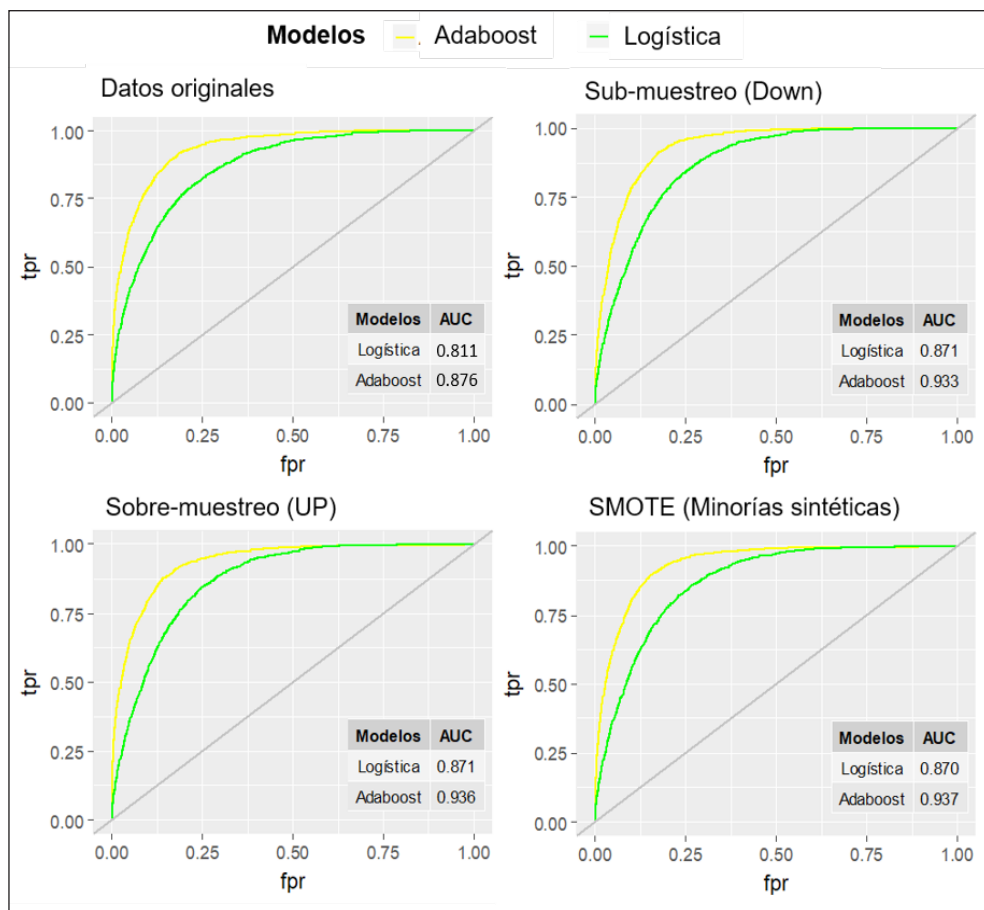 Modelos Adaboost Logística
Datos originales
1.00
0.75
0.50
0.25
0.00
tpr
0.00 0.25 0.50 0.75 1.00
fpr
Modelos AUC
Logística 0.811
Adaboost 0.876
Sub-muestreo (Down)
1.00
0.75
0.50
0.25
0.00
tpr
0.00 0.25 0.50 0.75 1.00
fpr
Modelos AUC
Logística 0.871
Adaboost 0.933
Sobre-muestreo (UP)
1.00
0.75
0.50
0.25
0.00
tpr
0.00 0.25 0.50 0.75 1.00
fpr
Modelos AUC
Logística 0.871
Adaboost 0.936
SMOTE (Minorías sintéticas)
1.00
0.75
0.50
0.25
0.00
tpr
0.00 0.25 0.50 0.75 1.00
fpr
Modelos AUC
Logística 0.870
Adaboost 0.937